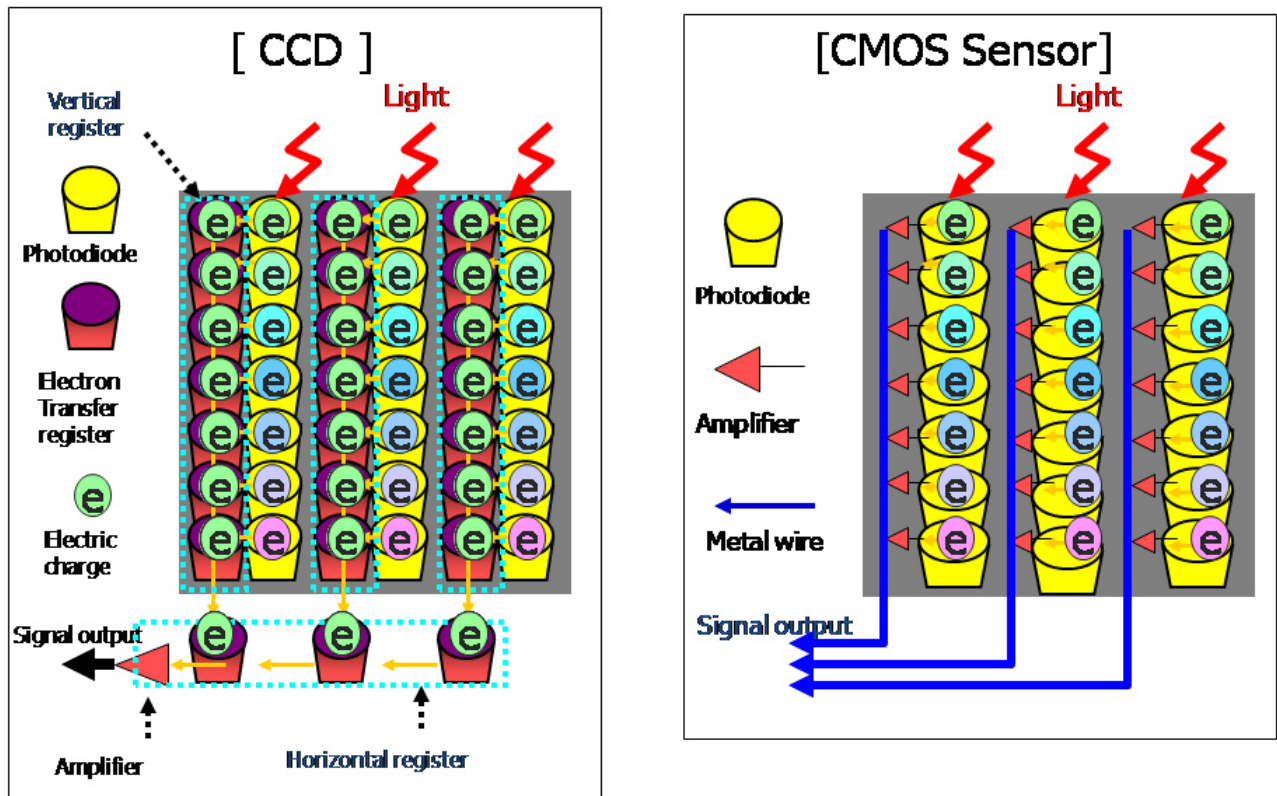 [ CCD ]
Vertical
register
Light
Photodiode
Electron
Transfer
register
Electric
charge
e e e e e e
e e e e e e
e e e e e e
e e e e e e
e e e e e e
e e e e e e
e e e e e e
e e e
e
Signal output
Amplifier
Horizontal register
[CMOS Sensor]
Light
Photodiode
Amplifier
Metal wire
Signal output
e e e
e e e
e e e
e e e
e e e
e e e
e e e